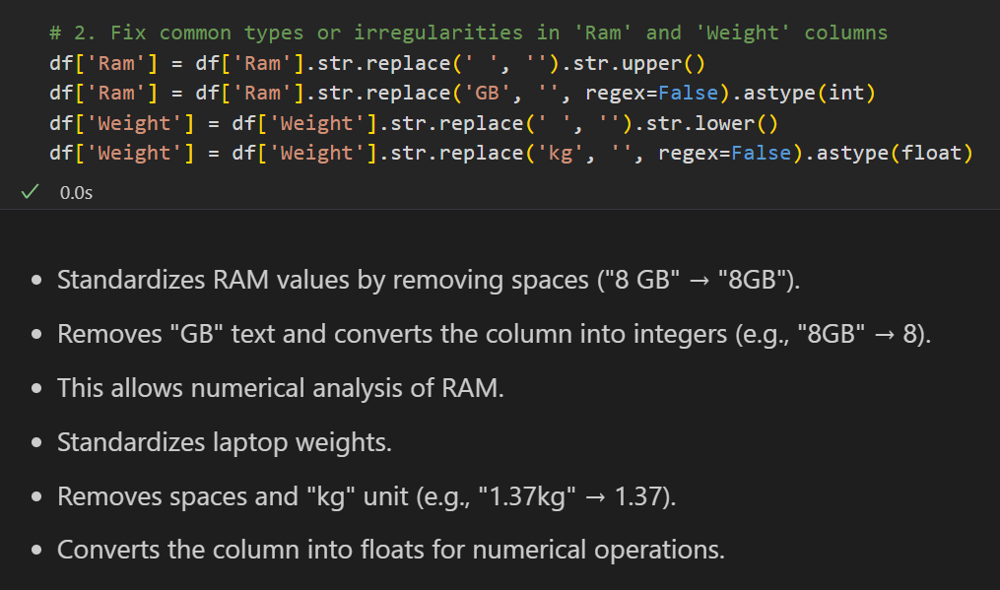 # 2. Fix common types or irregularities in 'Ram' and 'Weight' columns
df['Ram'] = df['Ram'].str.replace(' ', '').str.upper()
df['Ram'] = df['Ram'].str.replace('GB', '', regex=False).astype(int)
df['Weight'] = df['Weight'].str.replace(' ', '').str.lower()
df['Weight'] = df['Weight'].str.replace('kg', '', regex=False).astype(float)
✓ 0.0s
• Standardizes RAM values by removing spaces ("8 GB" → "8GB").
• Removes "GB" text and converts the column into integers (e.g., "8GB" → 8).
• This allows numerical analysis of RAM.
• Standardizes laptop weights.
• Removes spaces and "kg" unit (e.g., "1.37kg" → 1.37).
• Converts the column into floats for numerical operations.